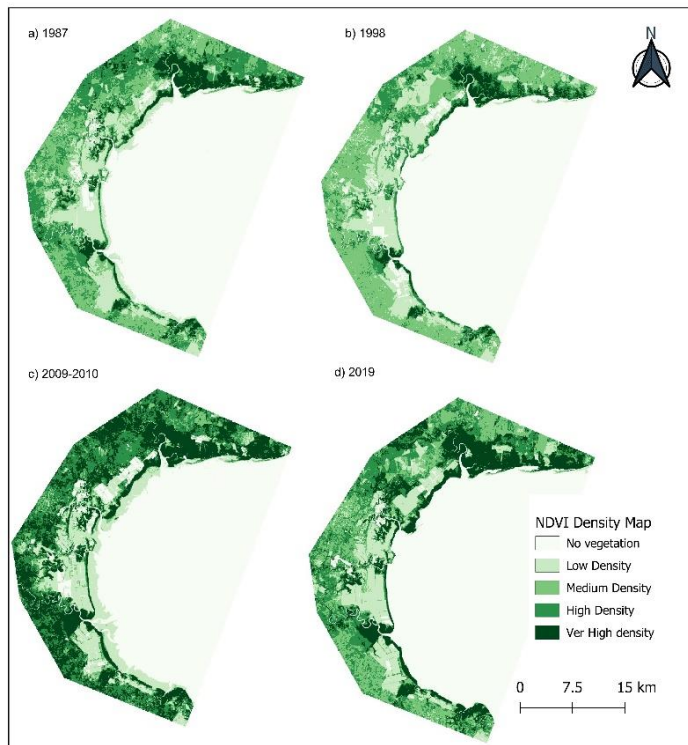 a) 1987
b) 1998
N
c) 2009-2010
d) 2019
NDVI Density Map
No vegetation
Low Density
Medium Density
High Density
Ver High density
0 7.5 15 km